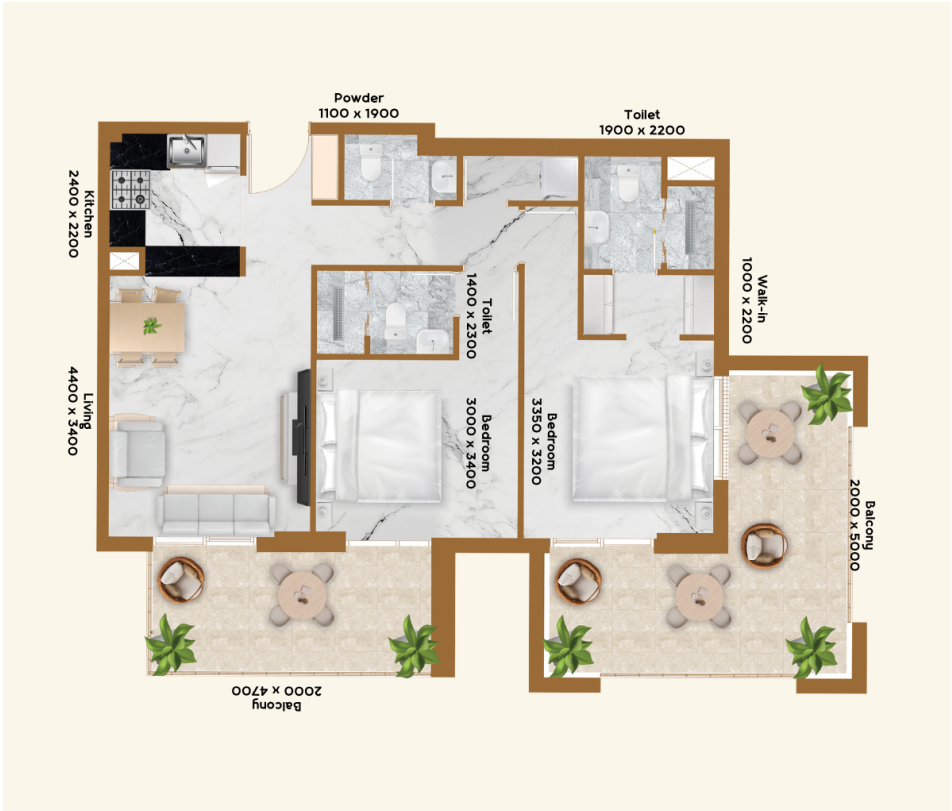 Powder
1100 x 1900
Toilet
1900 x 2200
Kitchen
2400 x 2200
Walk-in
1000 x 2200
Toilet
1400 x 2300
Living
4400 x 3400
Bedroom
3000 x 3400
Bedroom
3350 x 3200
Balcony
2000 x 5000
Balcony
2000 x 4700